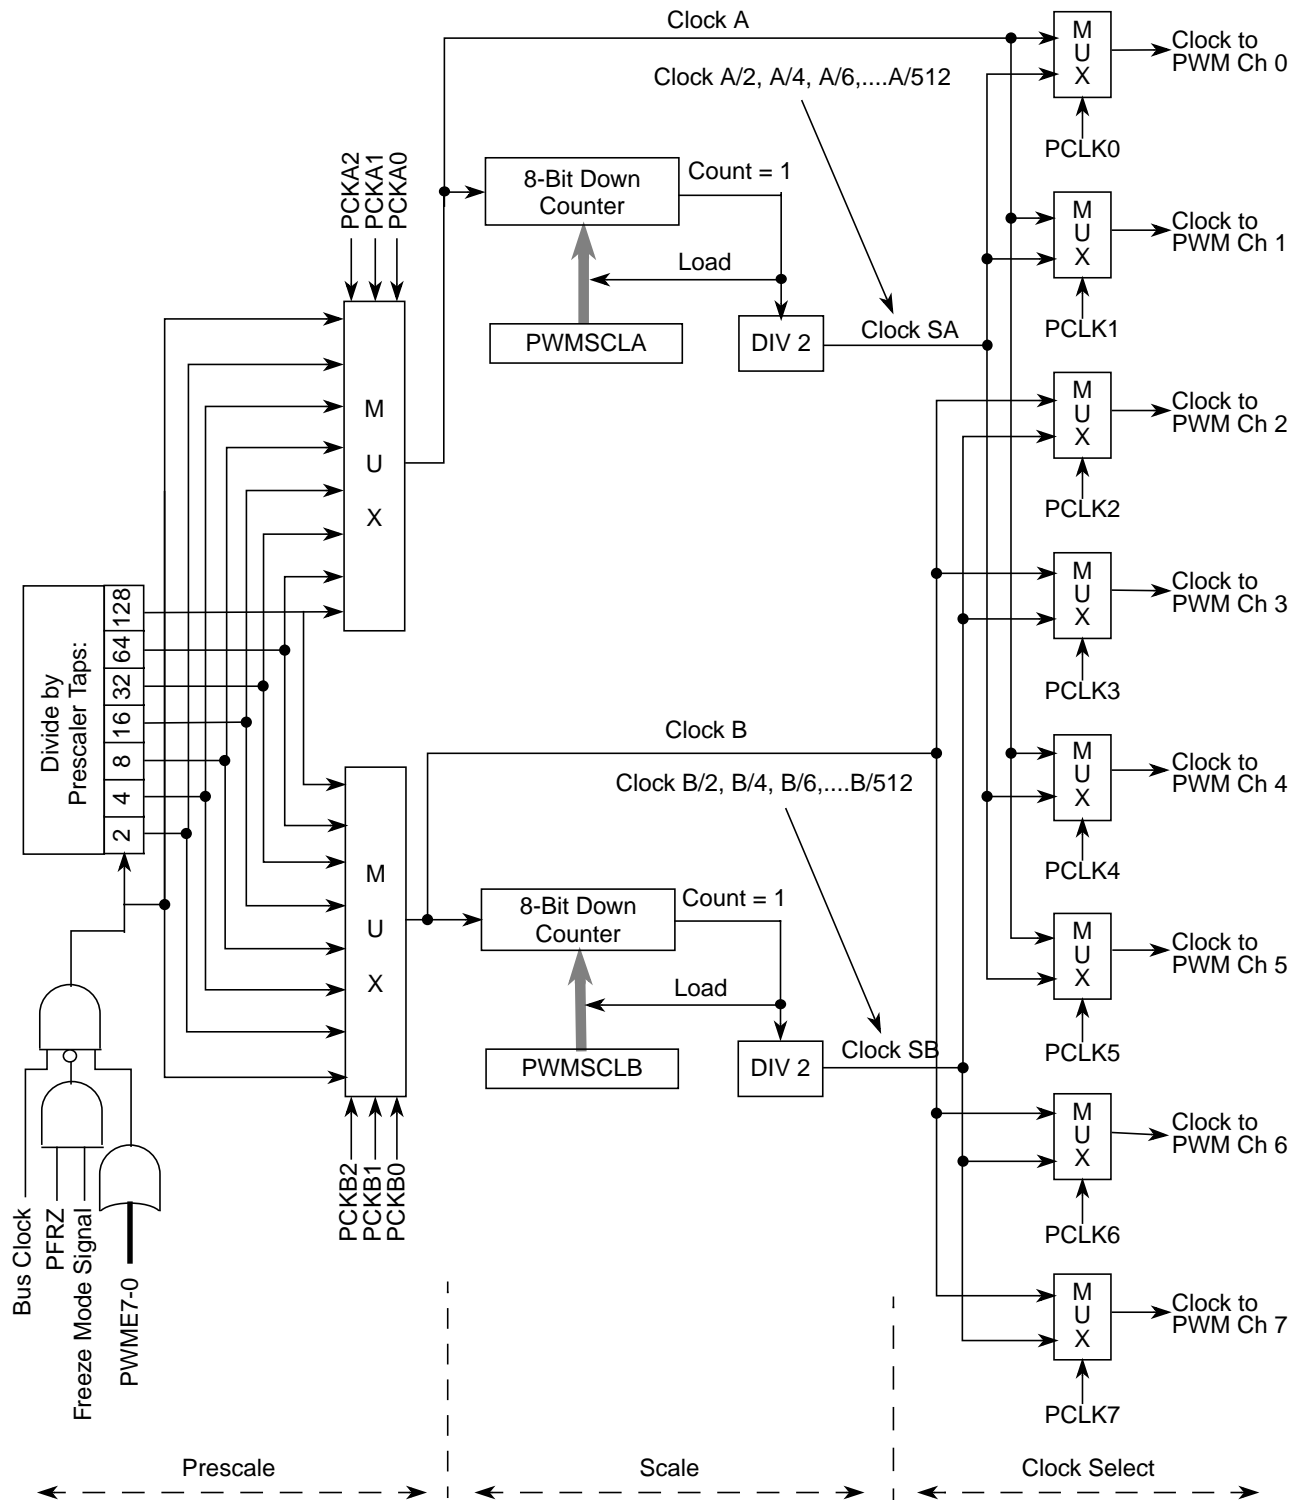 Clock A
Clock A/2, A/4, A/6,....A/512
M
U
X
Clock to
PWM Ch 0
PCLK0
PCKA2
PCKA1
PCKA0
8-Bit Down
Counter
Count = 1
Load
PWMSCLA
DIV 2
Clock SA
M
U
X
Clock to
PWM Ch 1
PCLK1
M
U
X
M
U
X
Clock to
PWM Ch 2
PCLK2
M
U
X
Clock to
PWM Ch 3
PCLK3
Divide by
Prescaler Taps:
128
64
32
16
8
4
2
Clock B
Clock B/2, B/4, B/6,....B/512
M
U
X
Clock to
PWM Ch 4
PCLK4
M
U
X
8-Bit Down
Counter
Count = 1
Load
PWMSCLB
DIV 2
Clock SB
M
U
X
Clock to
PWM Ch 5
PCLK5
PCKB2
PCKB1
PCKB0
M
U
X
Clock to
PWM Ch 6
PCLK6
Bus Clock
PFRZ
Freeze Mode Signal
PWME7-0
M
U
X
Clock to
PWM Ch 7
PCLK7
Prescale
Scale
Clock Select